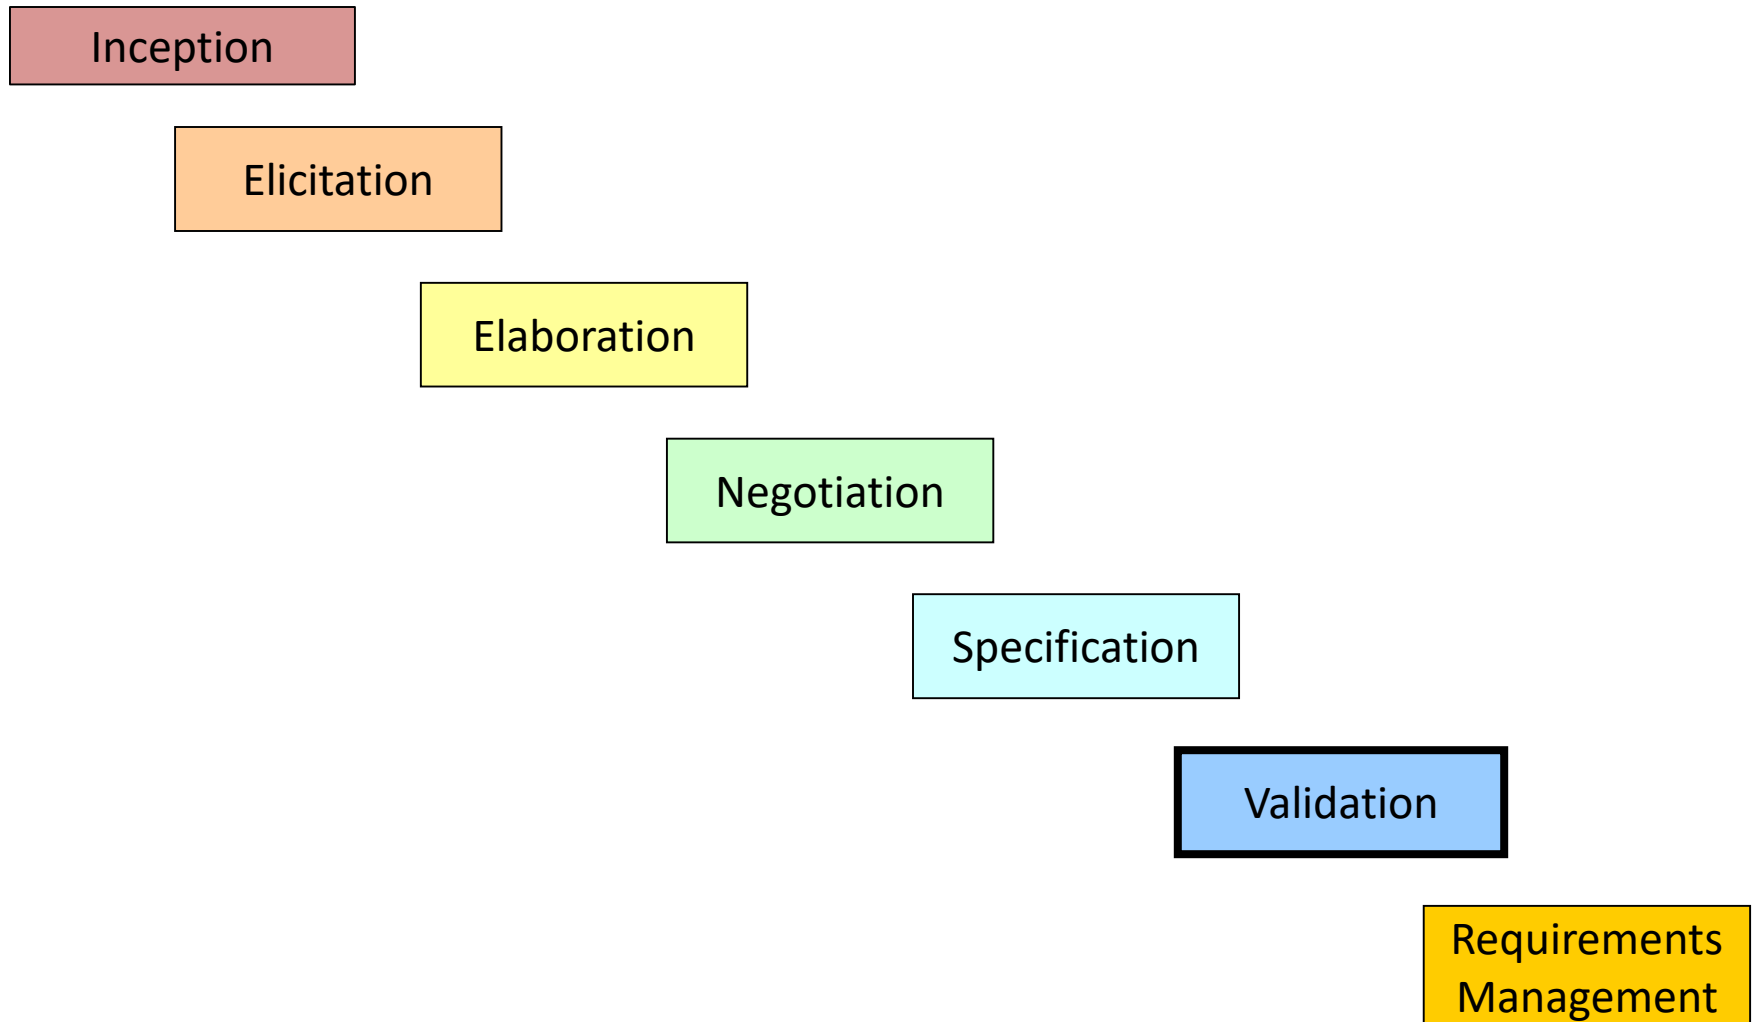 Inception
Elicitation
Elaboration
Negotiation
Specification
Validation
Requirements
Management